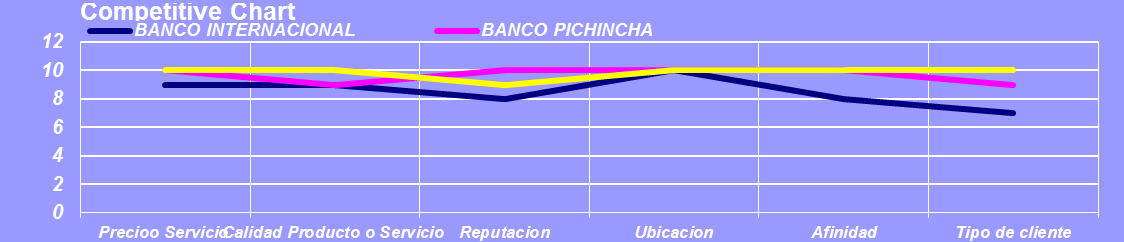 Competitive Chart
BANCO INTERNACIONAL BANCO PICHINCHA
12
10
8
6
4
2
0
Precioo Servicio Calidad Producto o Servicio Reputacion Ubicacion Afinidad Tipo de cliente